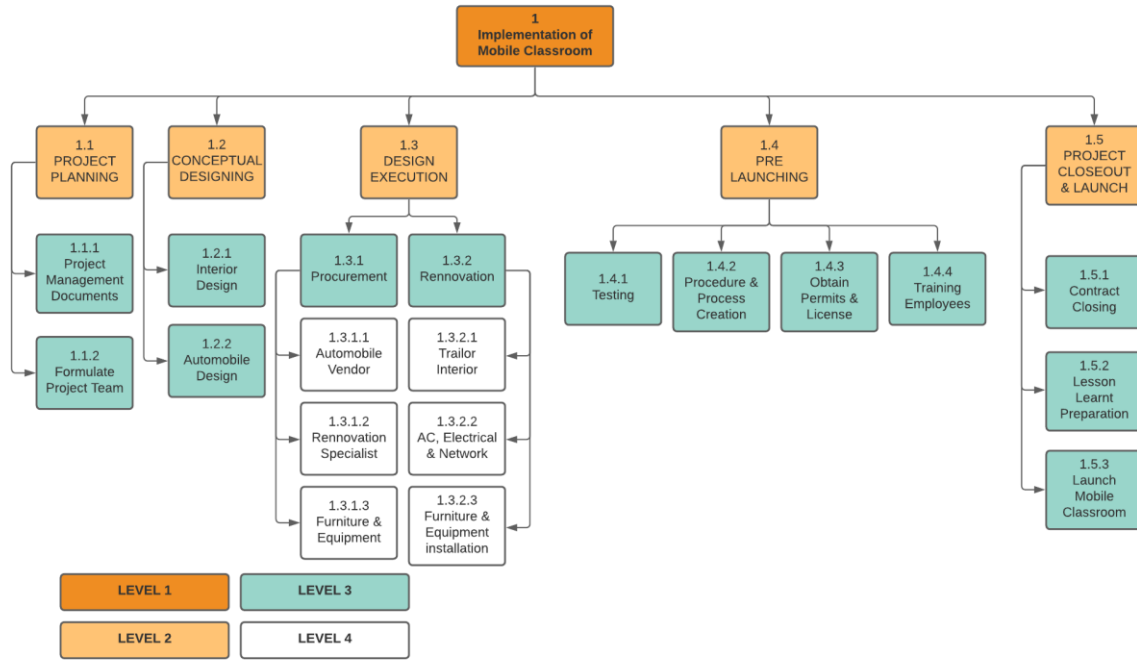 1
Implementation of
Mobile Classroom
1.1
PROJECT
PLANNING
1.2
CONCEPTUAL
DESIGNING
1.3
DESIGN
EXECUTION
1.4
PRE
LAUNCHING
1.5
PROJECT
CLOSEOUT
& LAUNCH
1.1.1
Project
Management
Documents
1.1.2
Formulate
Project Team
1.2.1
Interior
Design
1.2.2
Automobile
Design
1.3.1
Procurement
1.3.1.1
Automobile
Vendor
1.3.1.2
Rennovation
Specialist
1.3.1.3
Furniture &
Equipment
1.3.2
Rennovation
1.3.2.1
Trailor
Interior
1.3.2.2
AC, Electrical
& Network
1.3.2.3
Furniture &
Equipment
installation
1.4.1
Testing
1.4.2
Procedure &
Process
Creation
1.4.3
Obtain
Permits &
License
1.4.4
Training
Employees
1.5.1
Contract
Closing
1.5.2
Lesson
Learnt
Preparation
1.5.3
Launch
Mobile
Classroom
LEVEL 1
LEVEL 3
LEVEL 2
LEVEL 4